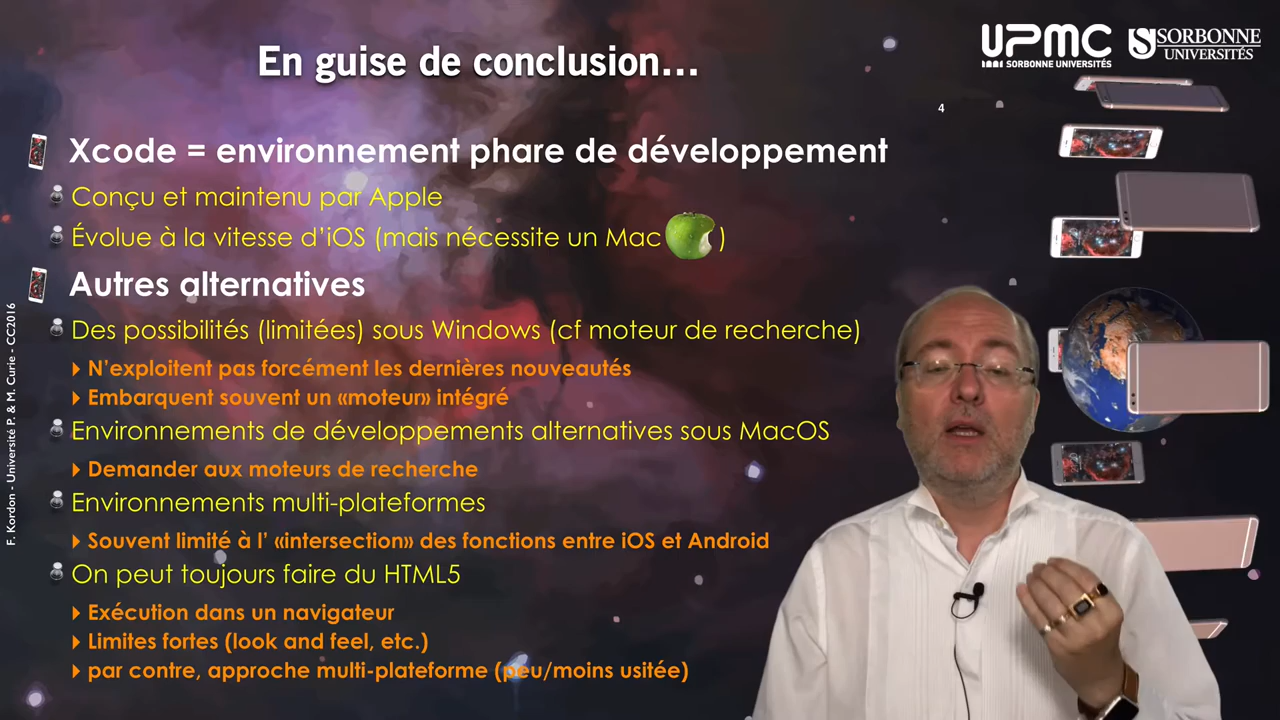 En guise de conclusion...
UPMC
SORBONNE UNIVERSITÉS
SORBONNE
UNIVERSITÉS
4
Xcode = environnement phare de développement
Conçu et maintenu par Apple
Évolue à la vitesse d’iOS (mais nécessite un Mac )
Autres alternatives
Des possibilités (limitées) sous Windows (cf moteur de recherche)
N’exploitent pas forcément les dernières nouveautés
Embarquent souvent un «moteur» intégré
Environnements de développements alternatives sous MacOS
Demander aux moteurs de recherche
Environnements multi-plateformes
Souvent limité à l’ «intersection» des fonctions entre iOS et Android
On peut toujours faire du HTML5
Exécution dans un navigateur
Limites fortes (look and feel, etc.)
par contre, approche multi-plateforme (peu/moins usitée)
F. Kordon - Université P. & M. Curie - CC2016